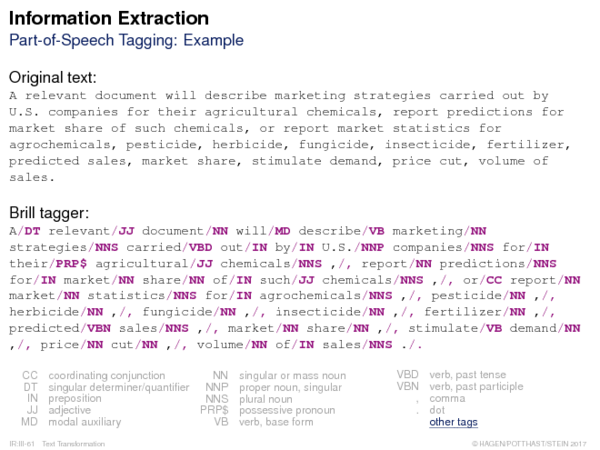 Information Extraction
Part-of-Speech Tagging: Example
Original text:
A relevant document will describe marketing strategies carried out by
U.S. companies for their agricultural chemicals, report predictions for
market share of such chemicals, or report market statistics for
agrochemicals, pesticide, herbicide, fungicide, insecticide, fertilizer,
predicted sales, market share, stimulate demand, price cut, volume of
sales.
Brill tagger:
A/DT relevant/JJ document/NN will/MD describe/VB marketing/NN
strategies/NNS carried/VBD out/IN by/IN U.S./NNP companies/NNS for/IN
their/PRP$ agricultural/JJ chemicals/NNS ,/, report/NN predictions/NNS
for/IN market/NN share/NN of/IN such/JJ chemicals/NNS ,/, or/CC report/NN
market/NN statistics/NNS for/IN agrochemicals/NNS ,/, pesticide/NN ,/,
herbicide/NN ,/, fungicide/NN ,/, insecticide/NN ,/, fertilizer/NN ,/,
predicted/VBN sales/NNS ,/, market/NN share/NN ,/, stimulate/VB demand/NN
,/, price/NN cut/NN ,/, volume/NN of/IN sales/NNS ./.
CC coordinating conjunction NN singular or mass noun VBD verb, past tense
DT singular determiner/quantifier NNP proper noun, singular VBN verb, past participle
IN preposition NNS plural noun , comma
JJ adjective PRP$ possessive pronoun . dot
MD modal auxiliary VB verb, base form other tags
IR:III-61 Text Transformation © HAGEN/POTTHAST/STEIN 2017